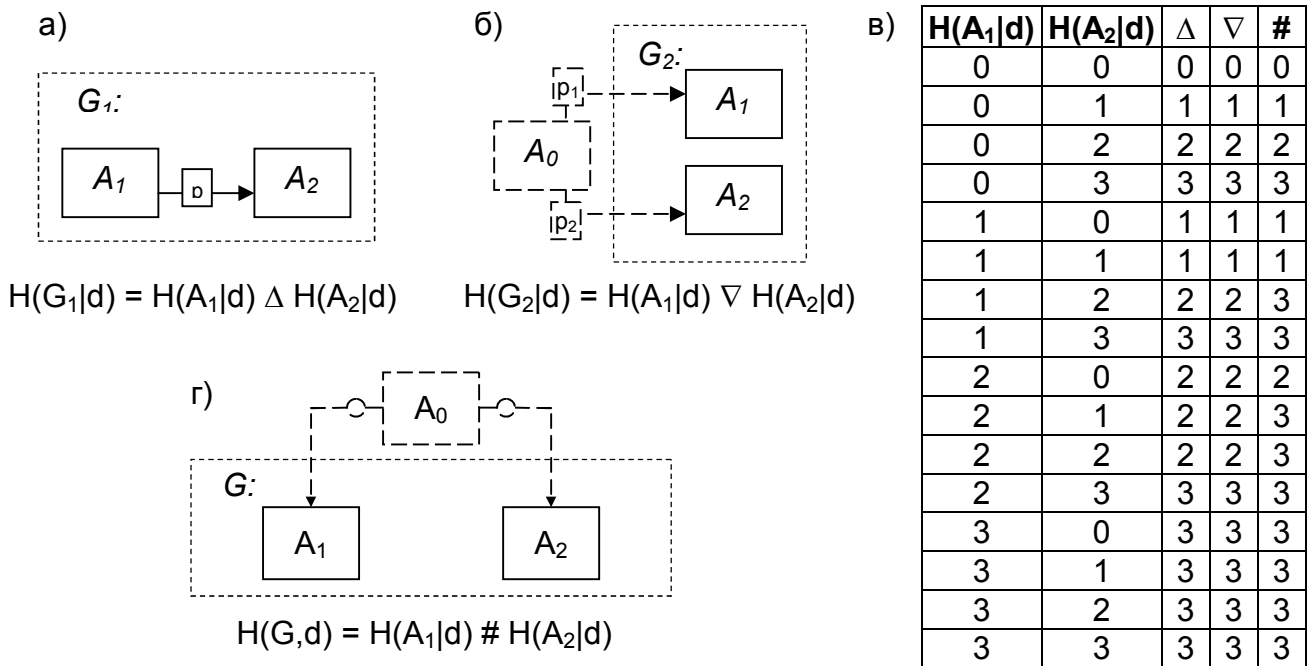 а)
G₁:
A₁ p A₂
H(G₁|d) = H(A₁|d) Δ H(A₂|d)
б)
G₂:
p₁
A₁
A₀
A₂
p₂
H(G₂|d) = H(A₁|d) ∇ H(A₂|d)
г)
A₀
G:
A₁ A₂
H(G,d) = H(A₁|d) # H(A₂|d)
в)
H(A₁|d) H(A₂|d) Δ ∇ #
0 0 0 0 0
0 1 1 1 1
0 2 2 2 2
0 3 3 3 3
1 0 1 1 1
1 1 1 1 1
1 2 2 2 3
1 3 3 3 3
2 0 2 2 2
2 1 2 2 3
2 2 2 2 3
2 3 3 3 3
3 0 3 3 3
3 1 3 3 3
3 2 3 3 3
3 3 3 3 3